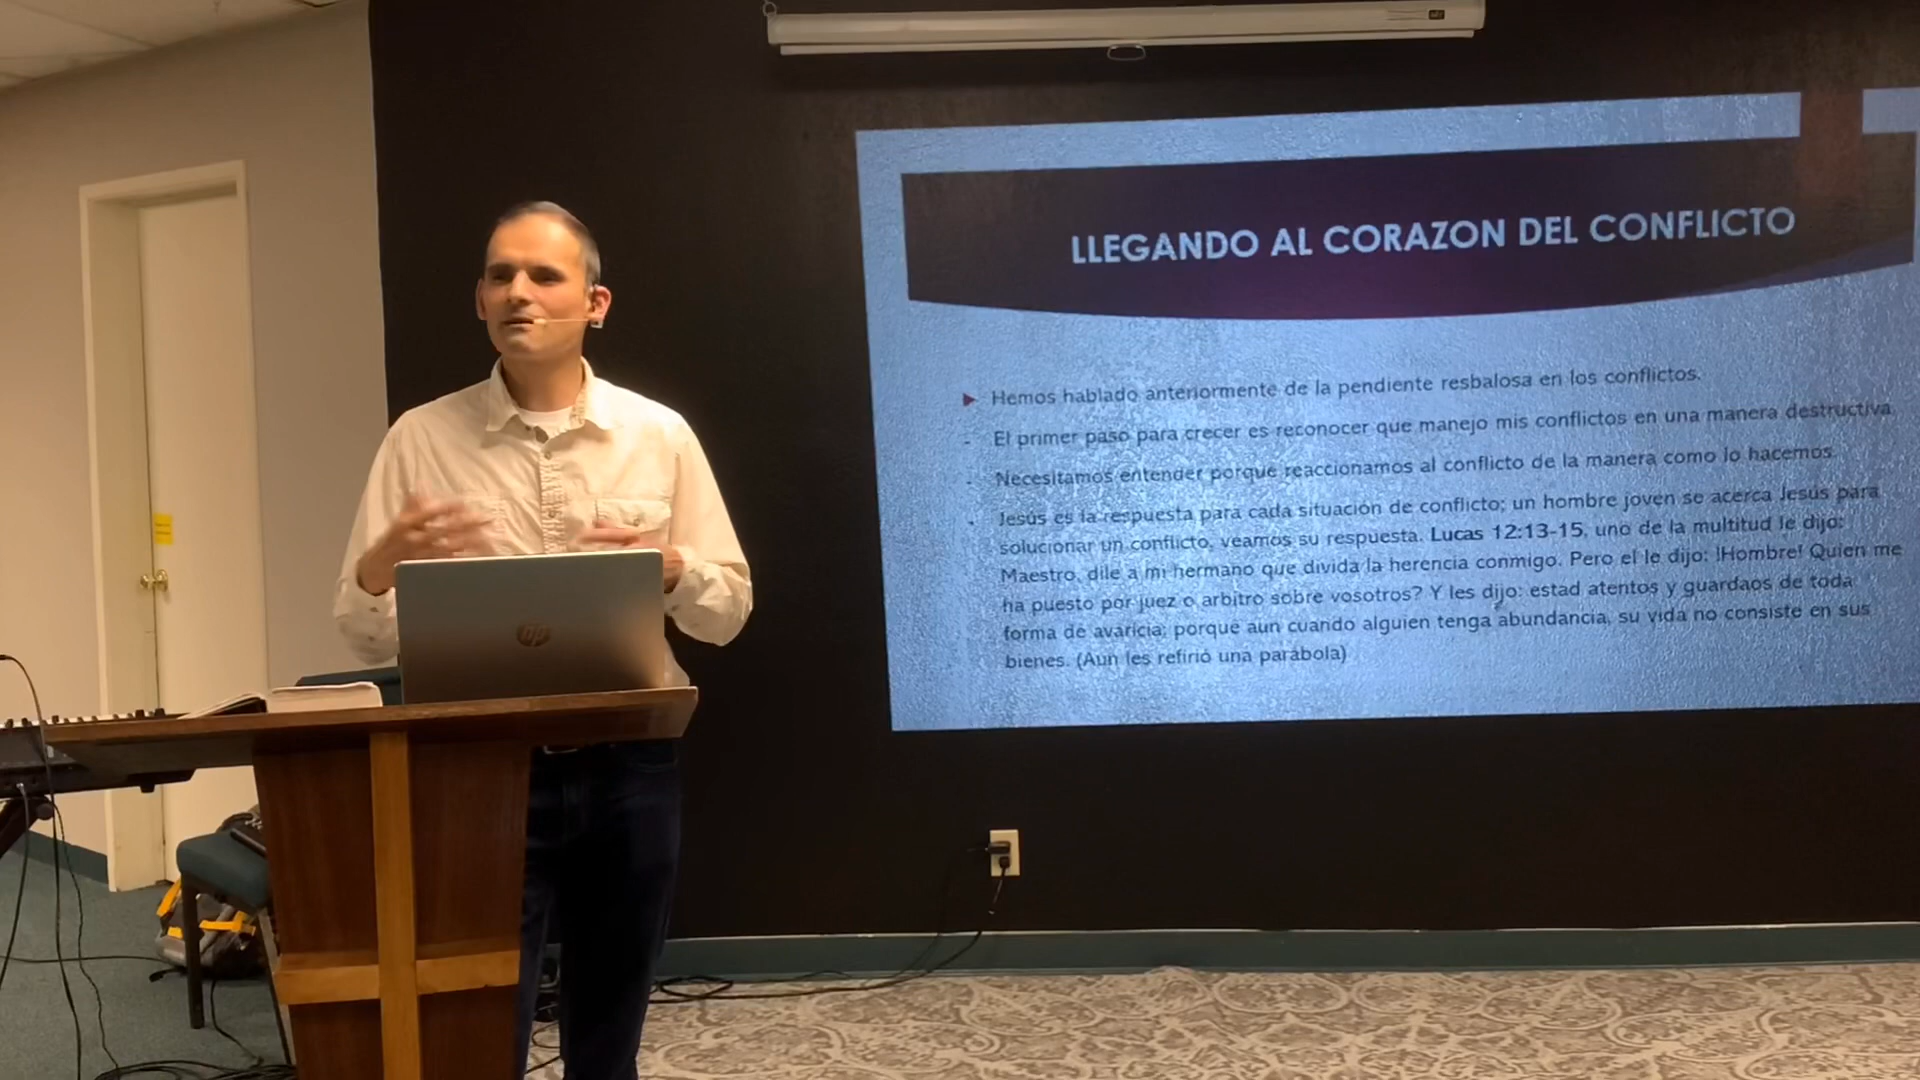 LLEGANDO AL CORAZON DEL CONFLICTO
Hemos hablado anteriormente de la pendiente resbalosa en los conflictos.
- El primer paso para crecer es reconocer que manejo mis conflictos en una manera destructiva.
- Necesitamos entender porque reaccionamos al conflicto de la manera como lo hacemos.
- Jesús es la respuesta para cada situación de conflicto; un hombre joven se acerca Jesús para
solucionar un conflicto, veamos su respuesta. Lucas 12:13-15, uno de la multitud le dijo:
Maestro, dile a mi hermano que divida la herencia conmigo. Pero el le dijo: !Hombre! Quien me
ha puesto por juez o arbitro sobre vosotros? Y les dijo: estad atentos y guardaos de toda
forma de avaricia; porque aun cuando alguien tenga abundancia, su vida no consiste en sus
bienes. (Aun les refirió una parabola)
hp